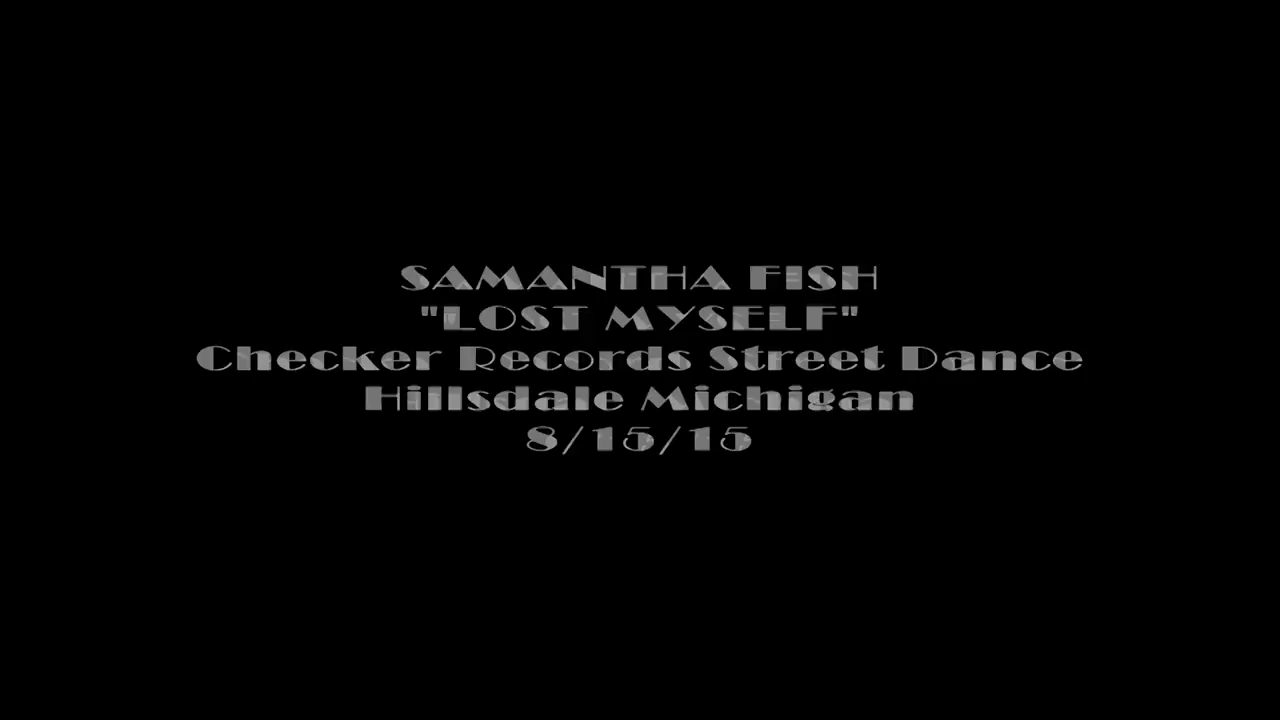 SAMANTHA FISH
"LOST MYSELF"
Checker Records Street Dance
Hillsdale Michigan
8/15/15